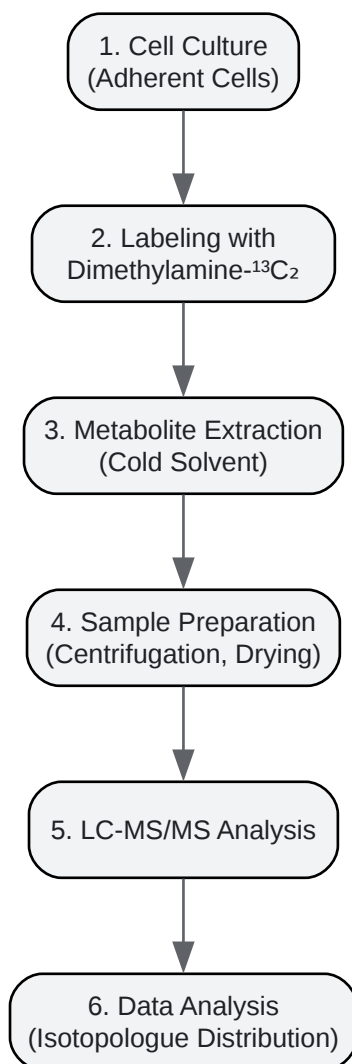 1. Cell Culture
(Adherent Cells)
2. Labeling with
Dimethylamine-¹³C₂
3. Metabolite Extraction
(Cold Solvent)
4. Sample Preparation
(Centrifugation, Drying)
5. LC-MS/MS Analysis
6. Data Analysis
(Isotopologue Distribution)